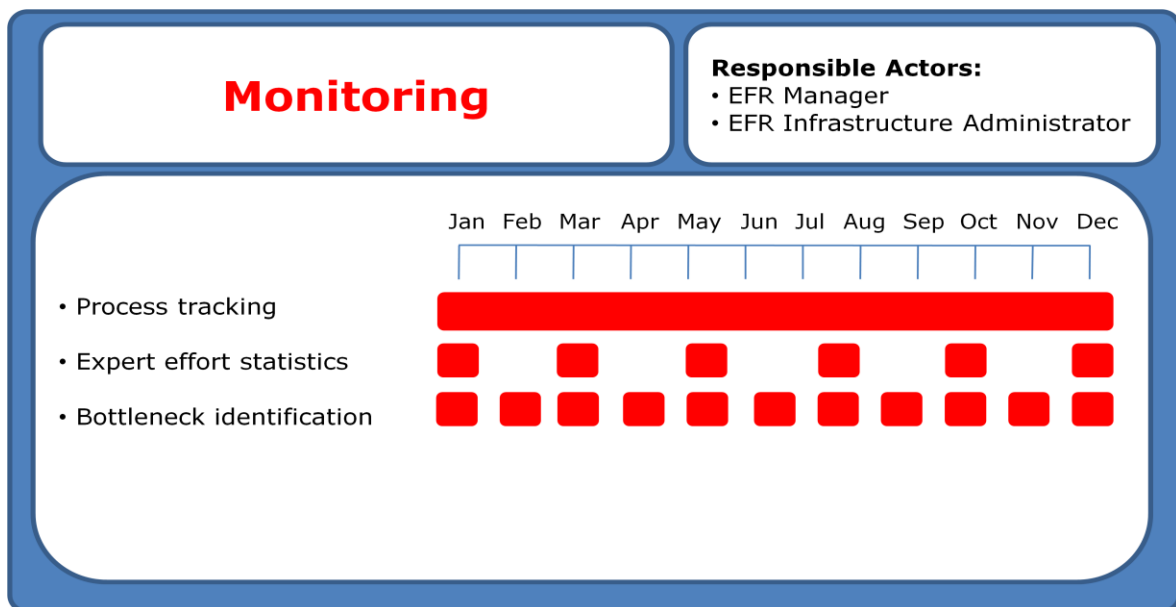 Monitoring
Responsible Actors:
• EFR Manager
• EFR Infrastructure Administrator
Jan Feb Mar Apr May Jun Jul Aug Sep Oct Nov Dec
• Process tracking
• Expert effort statistics
• Bottleneck identification